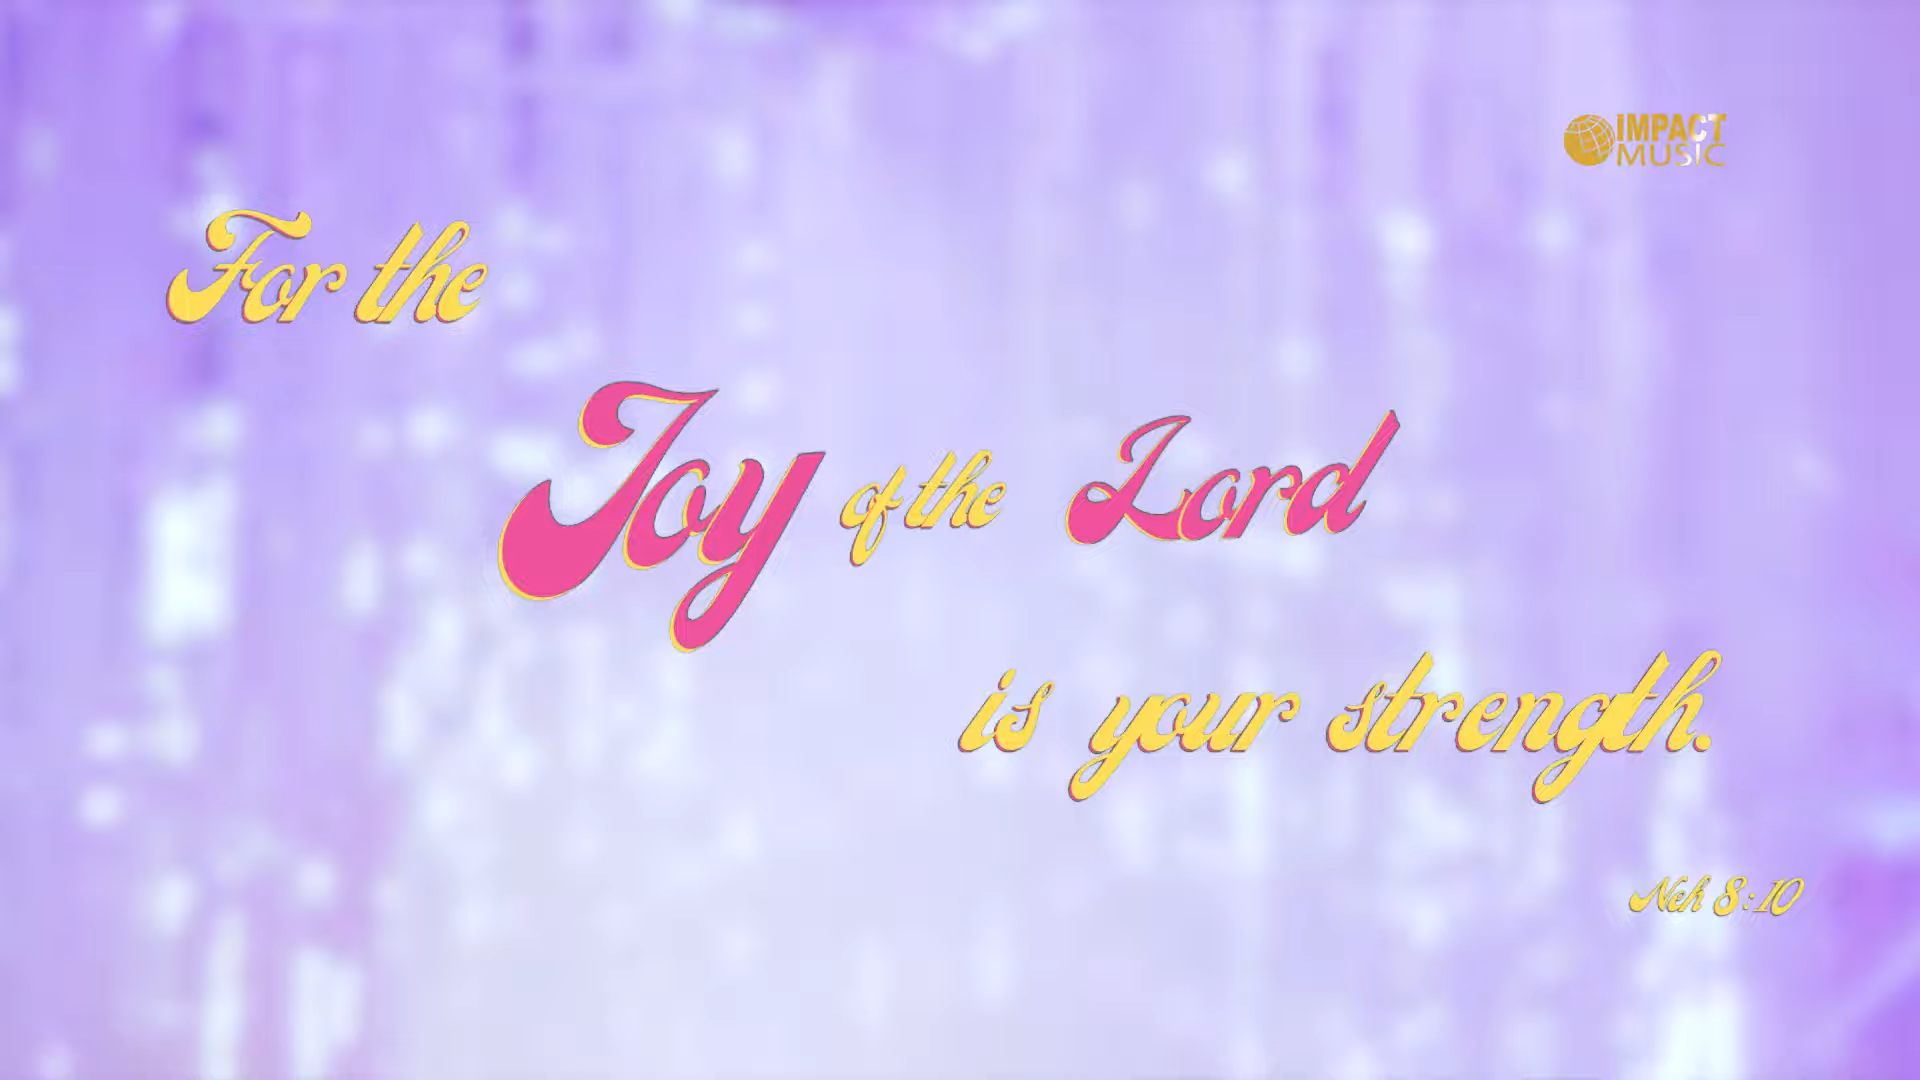 IMPACT
MUSIC
For the
Joy of the Lord
is your strength.
Neh 8:10